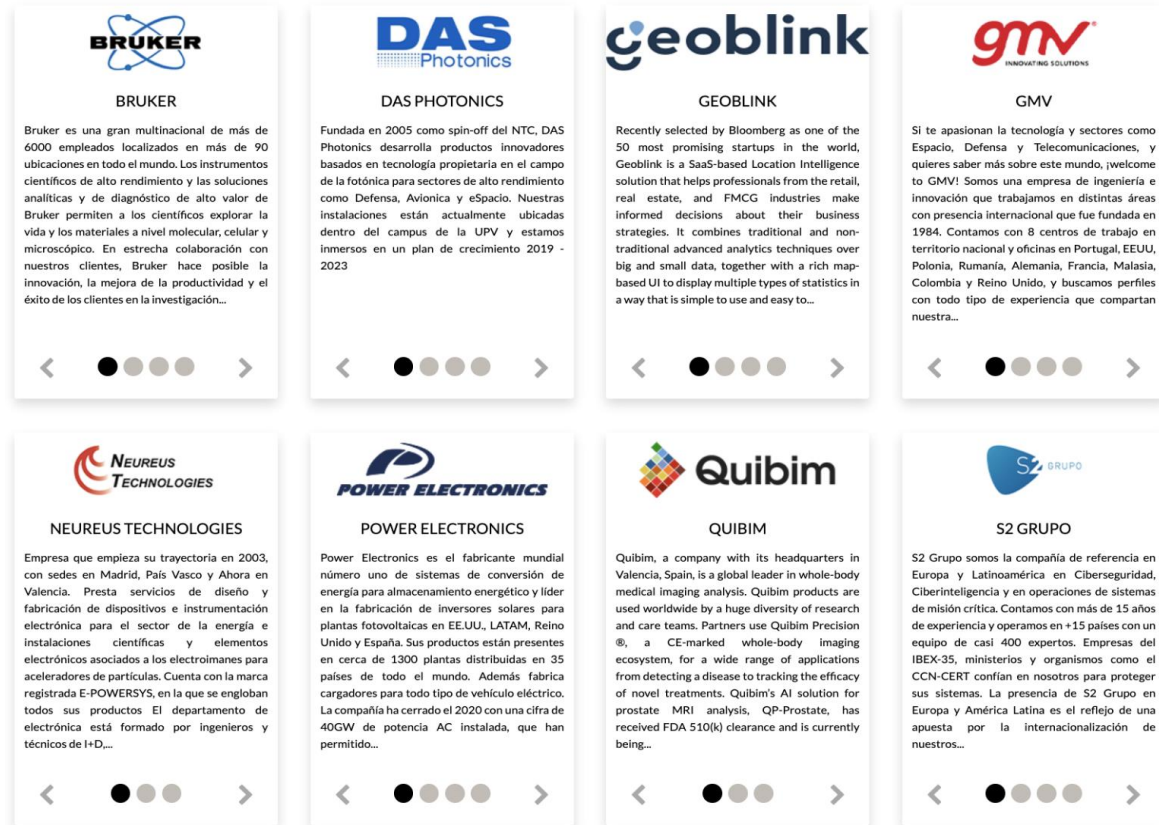 BRUKER
BRUKER
Bruker es una gran multinacional de más de
6000 empleados localizados en más de 90
ubicaciones en todo el mundo. Los instrumentos
científicos de alto rendimiento y las soluciones
analíticas y de diagnóstico de alto valor de
Bruker permiten a los científicos explorar la
vida y los materiales a nivel molecular, celular y
microscópico. En estrecha colaboración con
nuestros clientes, Bruker hace posible la
innovación, la mejora de la productividad y el
éxito de los clientes en la investigación...
DAS
Photonics
DAS PHOTONICS
Fundada en 2005 como spin-off del NTC, DAS
Photonics desarrolla productos innovadores
basados en tecnología propietaria en el campo
de la fotónica para sectores de alto rendimiento
como Defensa, Avionica y eSpacio. Nuestras
instalaciones están actualmente ubicadas
dentro del campus de la UPV y estamos
inmersos en un plan de crecimiento 2019 -
2023
geoblink
GEOBLINK
Recently selected by Bloomberg as one of the
50 most promising startups in the world,
Geoblink is a SaaS-based Location Intelligence
solution that helps professionals from the retail,
real estate, and FMCG industries make
informed decisions about their business
strategies. It combines traditional and non-
traditional advanced analytics techniques over
big and small data, together with a rich map-
based UI to display multiple types of statistics in
a way that is simple to use and easy to...
gmv®
INNOVATING SOLUTIONS
GMV
Si te apasionan la tecnología y sectores como
Espacio, Defensa y Telecomunicaciones, y
quieres saber más sobre este mundo, ¡welcome
to GMV! Somos una empresa de ingeniería e
innovación que trabajamos en distintas áreas
con presencia internacional que fue fundada en
1984. Contamos con 8 centros de trabajo en
territorio nacional y oficinas en Portugal, EEUU,
Polonia, Rumanía, Alemania, Francia, Malasia,
Colombia y Reino Unido, y buscamos perfiles
con todo tipo de experiencia que compartan
nuestra...
NEUREUS
TECHNOLOGIES
NEUREUS TECHNOLOGIES
Empresa que empieza su trayectoria en 2003,
con sedes en Madrid, País Vasco y Ahora en
Valencia. Presta servicios de diseño y
fabricación de dispositivos e instrumentación
electrónica para el sector de la energía e
instalaciones científicas y elementos
electrónicos asociados a los electroimanes para
aceleradores de partículas. Cuenta con la marca
registrada E-POWERSYS, en la que se engloban
todos sus productos El departamento de
electrónica está formado por ingenieros y
técnicos de I+D,...
POWER ELECTRONICS
POWER ELECTRONICS
Power Electronics es el fabricante mundial
número uno de sistemas de conversión de
energía para almacenamiento energético y líder
en la fabricación de inversores solares para
plantas fotovoltaicas en EE.UU., LATAM, Reino
Unido y España. Sus productos están presentes
en cerca de 1300 plantas distribuidas en 35
países de todo el mundo. Además fabrica
cargadores para todo tipo de vehículo eléctrico.
La compañía ha cerrado el 2020 con una cifra de
40GW de potencia AC instalada, que han
permitido...
Quibim
QUIBIM
Quibim, a company with its headquarters in
Valencia, Spain, is a global leader in whole-body
medical imaging analysis. Quibim products are
used worldwide by a huge diversity of research
and care teams. Partners use Quibim Precision
®, a CE-marked whole-body imaging
ecosystem, for a wide range of applications
from detecting a disease to tracking the efficacy
of novel treatments. Quibim's AI solution for
prostate MRI analysis, QP-Prostate, has
received FDA 510(k) clearance and is currently
being...
S2 GRUPO
S2 GRUPO
S2 Grupo somos la compañía de referencia en
Europa y Latinoamérica en Ciberseguridad,
Ciberinteligencia y en operaciones de sistemas
de misión crítica. Contamos con más de 15 años
de experiencia y operamos en +15 países con un
equipo de casi 400 expertos. Empresas del
IBEX-35, ministerios y organismos como el
CCN-CERT confían en nosotros para proteger
sus sistemas. La presencia de S2 Grupo en
Europa y América Latina es el reflejo de una
apuesta por la internacionalización de
nuestros...